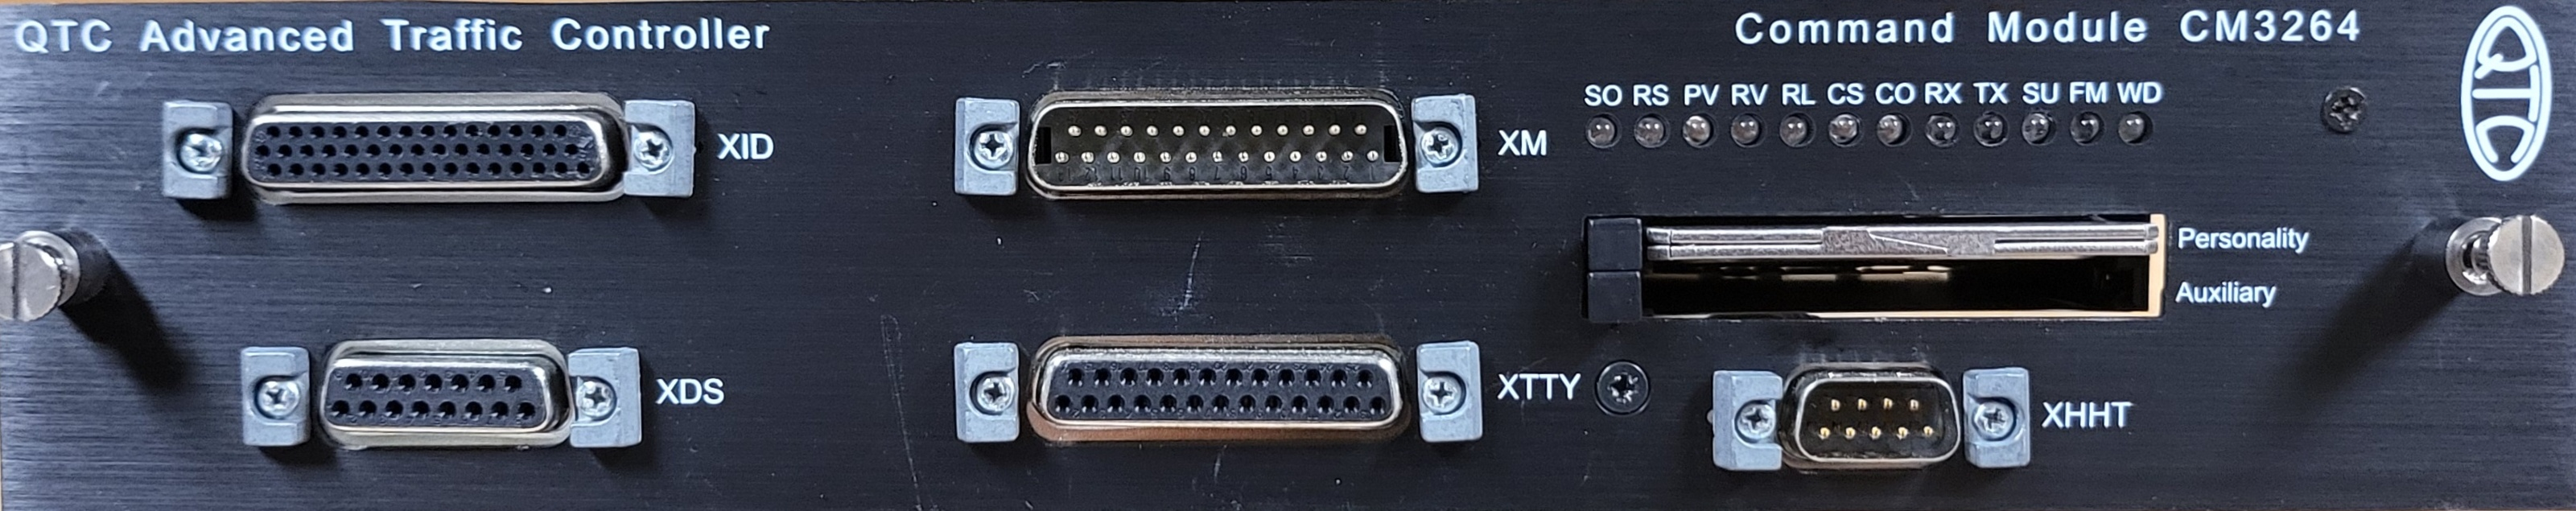 QTC Advanced Traffic Controller
Command Module CM3264
QTC
SO RS PV RV RL CS CO RX TX SU FM WD
XID
XM
Personality
Auxiliary
XDS
XTTY
XHHT